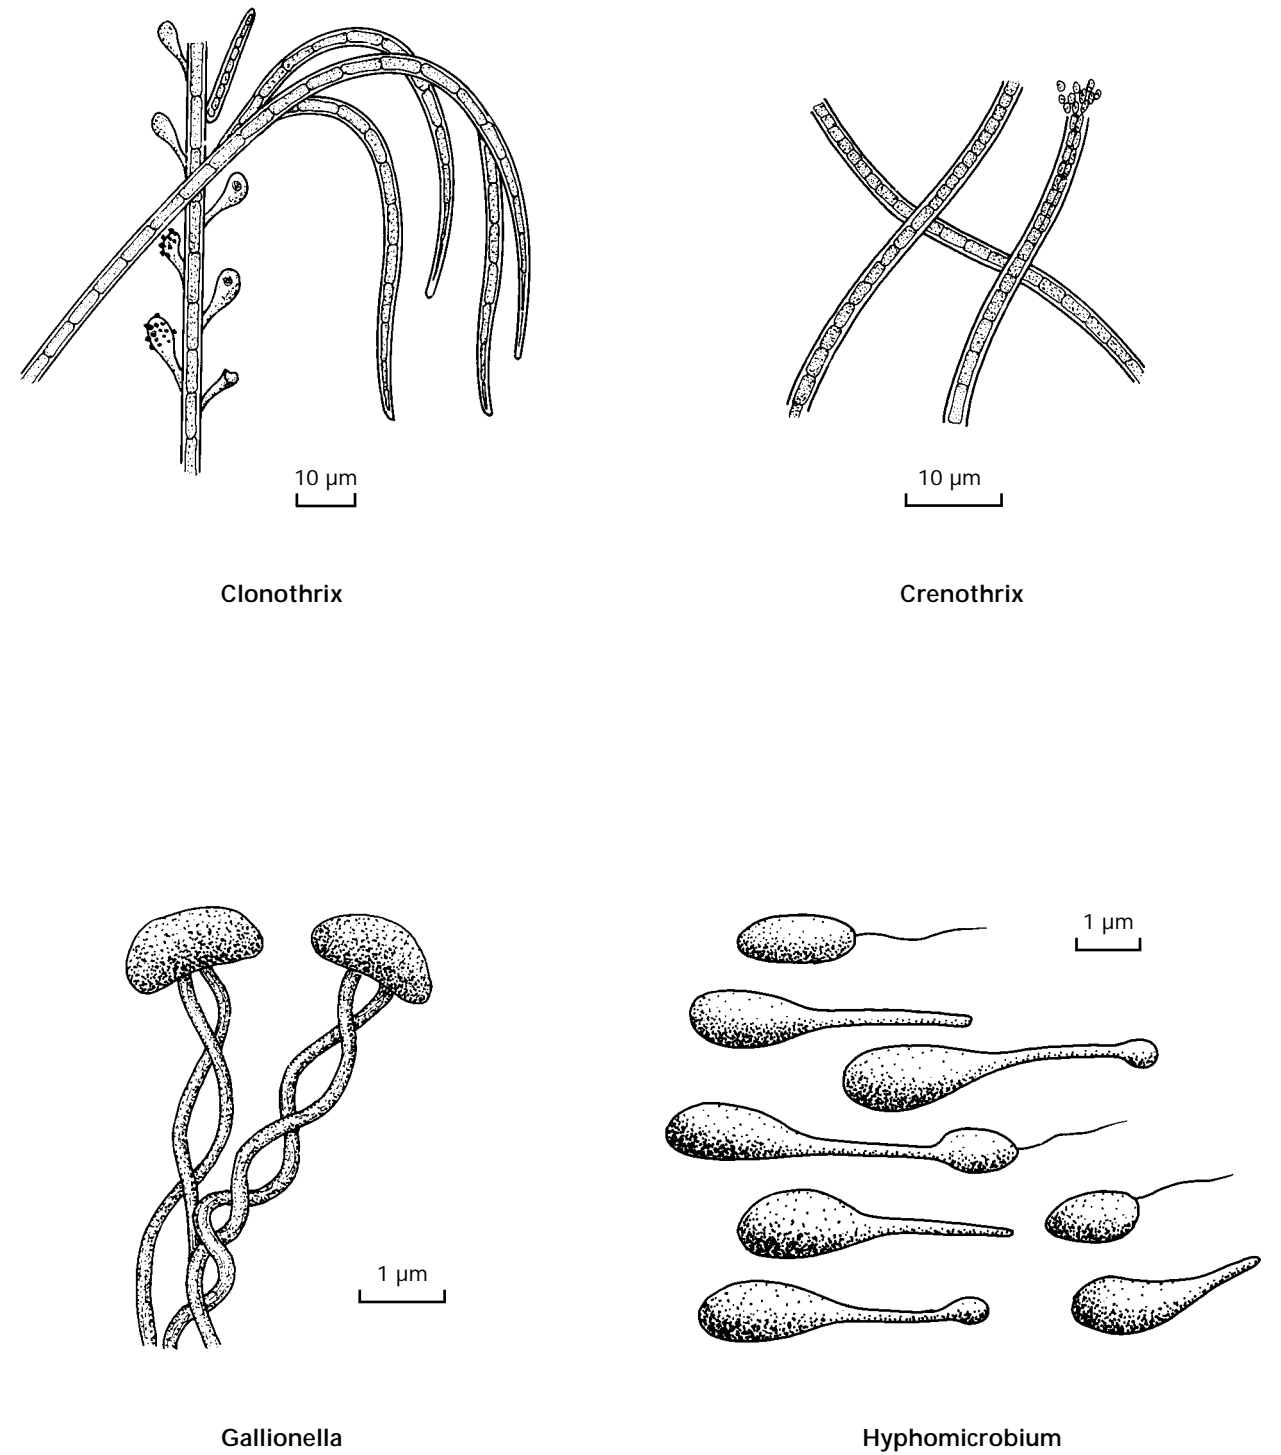 10 µm
10 µm
Clonothrix
Crenothrix
1 µm
1 µm
Gallionella
Hyphomicrobium